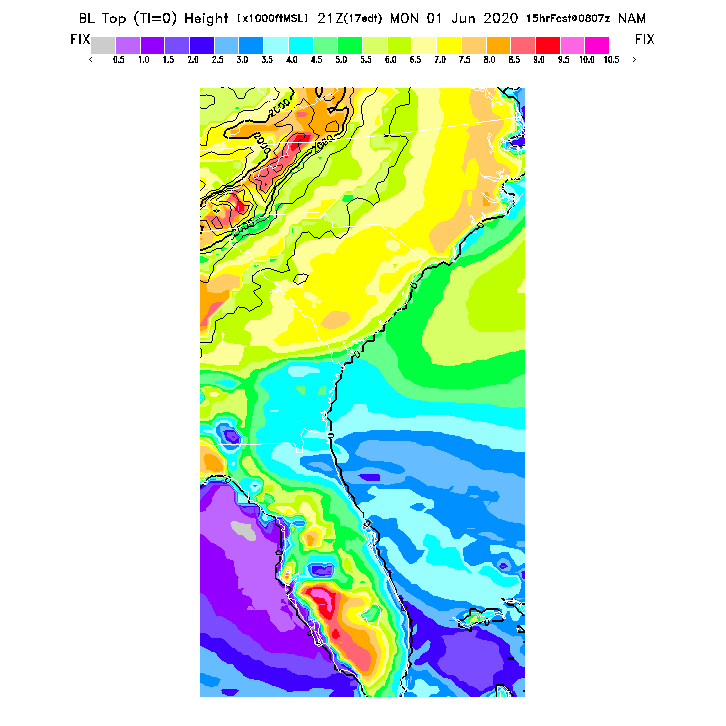 BL Top (TI=0) Height [x1000ftMSL] 21Z(17edt) MON 01 Jun 2020 15hrFcst@0807z NAM
FIX FIX
< 0.5 1.0 1.5 2.0 2.5 3.0 3.5 4.0 4.5 5.0 5.5 6.0 6.5 7.0 7.5 8.0 8.5 9.0 9.5 10.0 10.5 >
2000
2000
2000